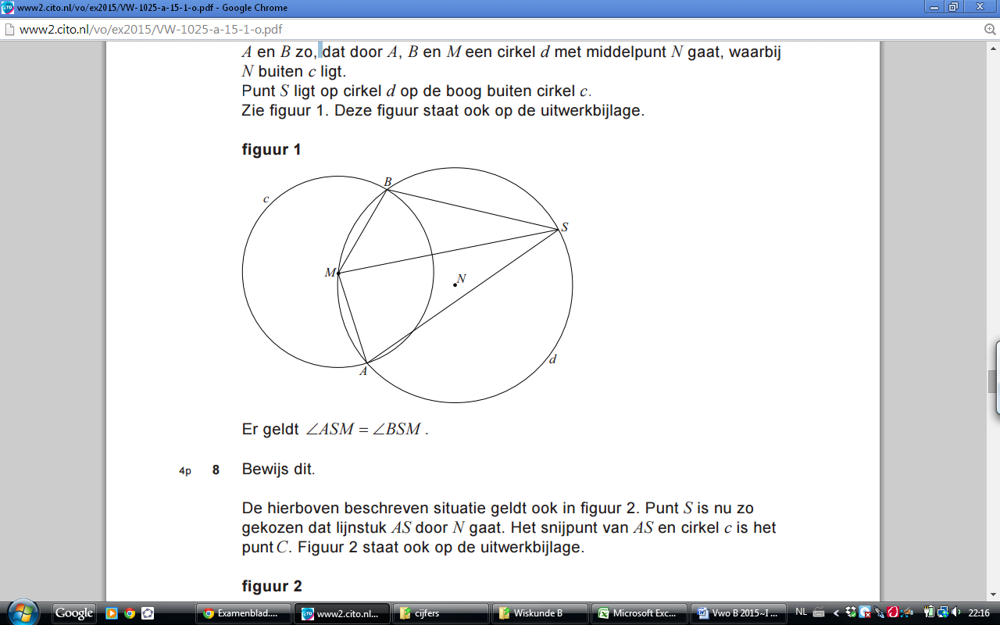 www2.cito.nl/vo/ex2015/VW-1025-a-15-1-o.pdf - Google Chrome
www2.cito.nl/vo/ex2015/VW-1025-a-15-1-o.pdf
A en B zo, dat door A, B en M een cirkel d met middelpunt N gaat, waarbij
N buiten c ligt.
Punt S ligt op cirkel d op de boog buiten cirkel c.
Zie figuur 1. Deze figuur staat ook op de uitwerkbijlage.
figuur 1
B
c
S
M
N
d
A
Er geldt ∠ASM = ∠BSM .
4p 8 Bewijs dit.
De hierboven beschreven situatie geldt ook in figuur 2. Punt S is nu zo
gekozen dat lijnstuk AS door N gaat. Het snijpunt van AS en cirkel c is het
punt C. Figuur 2 staat ook op de uitwerkbijlage.
figuur 2
Google Examenblad.... www2.cito.nl... cijfers Wiskunde B Microsoft Exc... Vwo B 2015~I ... NL 22:16